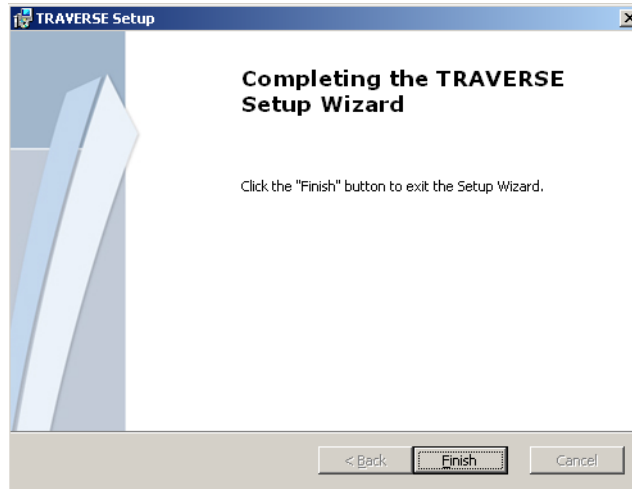 TRAVERSE Setup
Completing the TRAVERSE
Setup Wizard
Click the "Finish" button to exit the Setup Wizard.
< Back
Finish
Cancel